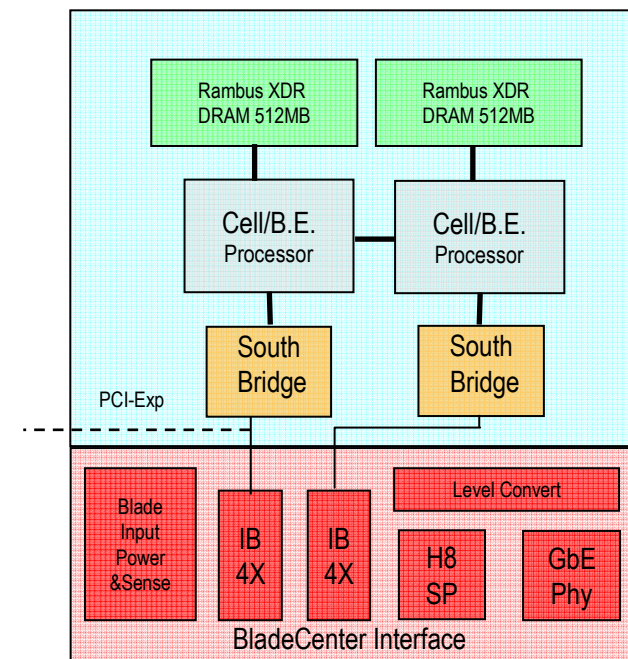 Rambus XDR
DRAM 512MB
Rambus XDR
DRAM 512MB
Cell/B.E.
Processor
Cell/B.E.
Processor
South
Bridge
South
Bridge
PCI-Exp
Blade
Input
Power
&Sense
IB
4X
IB
4X
Level Convert
H8
SP
GbE
Phy
BladeCenter Interface